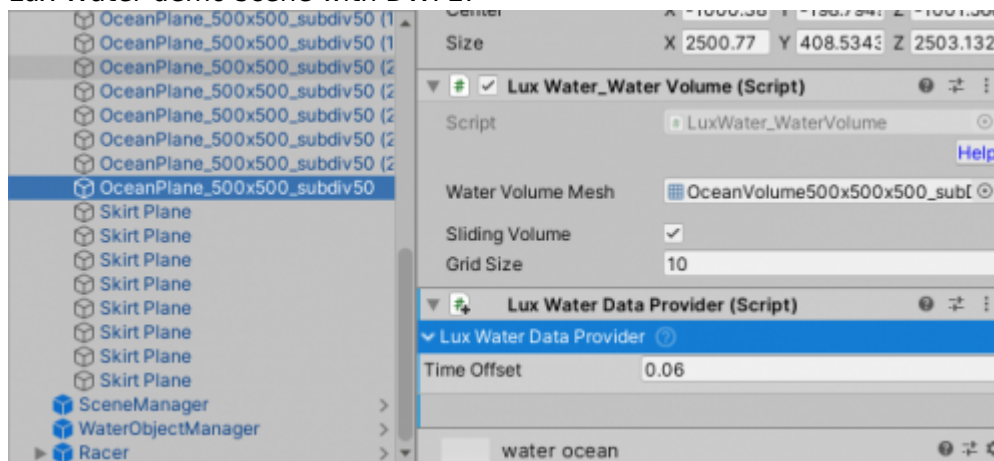 OceanPlane_500x500_subdiv50 (1
OceanPlane_500x500_subdiv50 (1
OceanPlane_500x500_subdiv50 (2
OceanPlane_500x500_subdiv50 (2
OceanPlane_500x500_subdiv50 (2
OceanPlane_500x500_subdiv50 (2
OceanPlane_500x500_subdiv50 (2
OceanPlane_500x500_subdiv50
Skirt Plane
Skirt Plane
Skirt Plane
Skirt Plane
Skirt Plane
Skirt Plane
Skirt Plane
Skirt Plane
SceneManager
WaterObjectManager
Racer
Size X 2500.77 Y 408.5343 Z 2503.132
Lux Water_Water Volume (Script)
Script LuxWater_WaterVolume
Help
Water Volume Mesh OceanVolume500x500x500_subD
Sliding Volume
Grid Size 10
Lux Water Data Provider (Script)
Lux Water Data Provider
Time Offset 0.06
water ocean